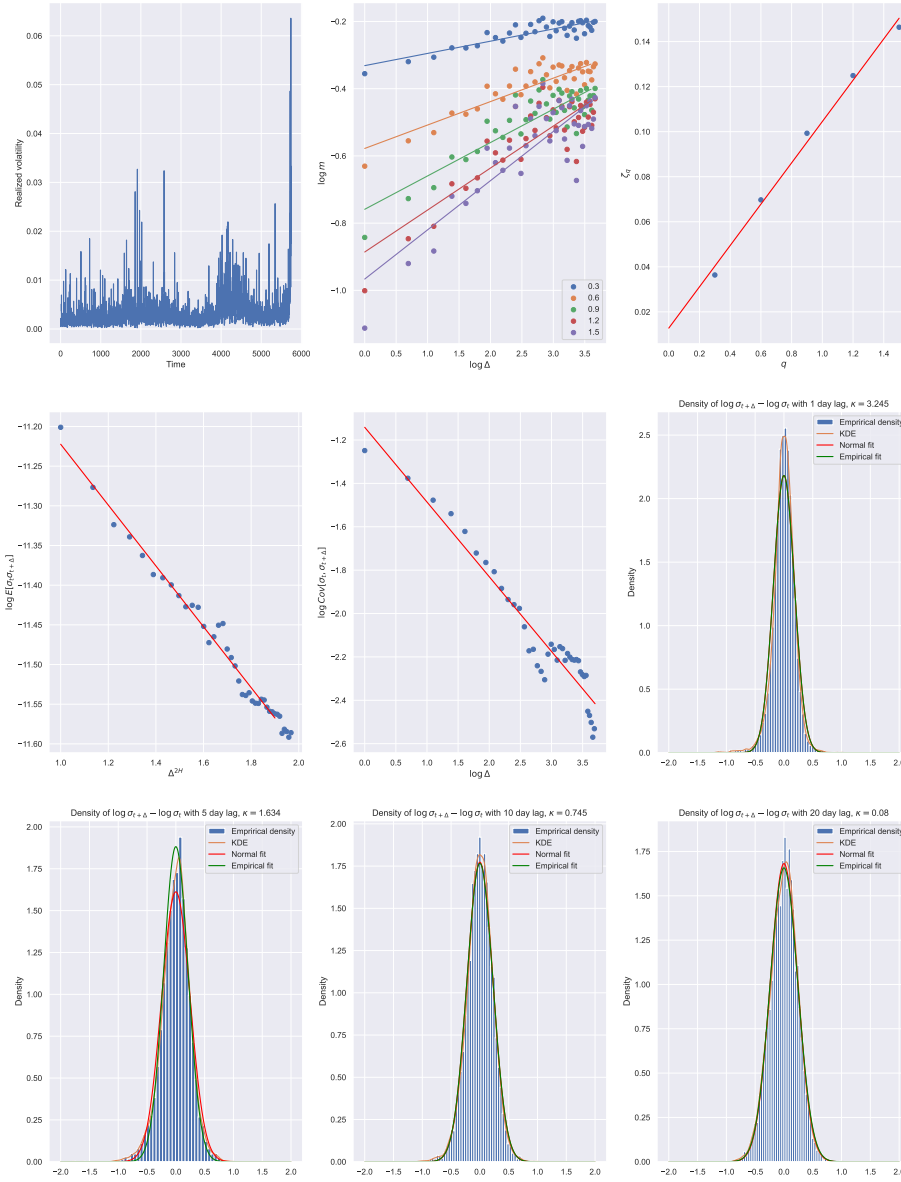 0.06
0.05
0.04
0.03
0.02
0.01
0.00
Realized volatility
0 1000 2000 3000 4000 5000 6000
Time
−0.2
−0.4
−0.6
−0.8
−1.0
log m
0.0 0.5 1.0 1.5 2.0 2.5 3.0 3.5
log Δ
0.3
0.6
0.9
1.2
1.5
0.14
0.12
0.10
0.08
0.06
0.04
0.02
ζq
0.0 0.2 0.4 0.6 0.8 1.0 1.2 1.4
q
−11.20
−11.25
−11.30
−11.35
−11.40
−11.45
−11.50
−11.55
−11.60
log E[σtσt+Δ]
1.0 1.2 1.4 1.6 1.8 2.0
Δ2H
−1.2
−1.4
−1.6
−1.8
−2.0
−2.2
−2.4
−2.6
log Cov[σt, σt+Δ]
0.0 0.5 1.0 1.5 2.0 2.5 3.0 3.5
log Δ
Density of log σt+Δ − log σt with 1 day lag, κ = 3.245
Emprirical density
KDE
Normal fit
Empirical fit
2.5
2.0
1.5
1.0
0.5
0.0
Density
−2.0 −1.5 −1.0 −0.5 0.0 0.5 1.0 1.5 2.0
Density of log σt+Δ − log σt with 5 day lag, κ = 1.634
Emprirical density
KDE
Normal fit
Empirical fit
2.00
1.75
1.50
1.25
1.00
0.75
0.50
0.25
0.00
Density
−2.0 −1.5 −1.0 −0.5 0.0 0.5 1.0 1.5 2.0
Density of log σt+Δ − log σt with 10 day lag, κ = 0.745
Emprirical density
KDE
Normal fit
Empirical fit
2.00
1.75
1.50
1.25
1.00
0.75
0.50
0.25
0.00
Density
−2.0 −1.5 −1.0 −0.5 0.0 0.5 1.0 1.5 2.0
Density of log σt+Δ − log σt with 20 day lag, κ = 0.08
Emprirical density
KDE
Normal fit
Empirical fit
1.75
1.50
1.25
1.00
0.75
0.50
0.25
0.00
Density
−2.0 −1.5 −1.0 −0.5 0.0 0.5 1.0 1.5 2.0